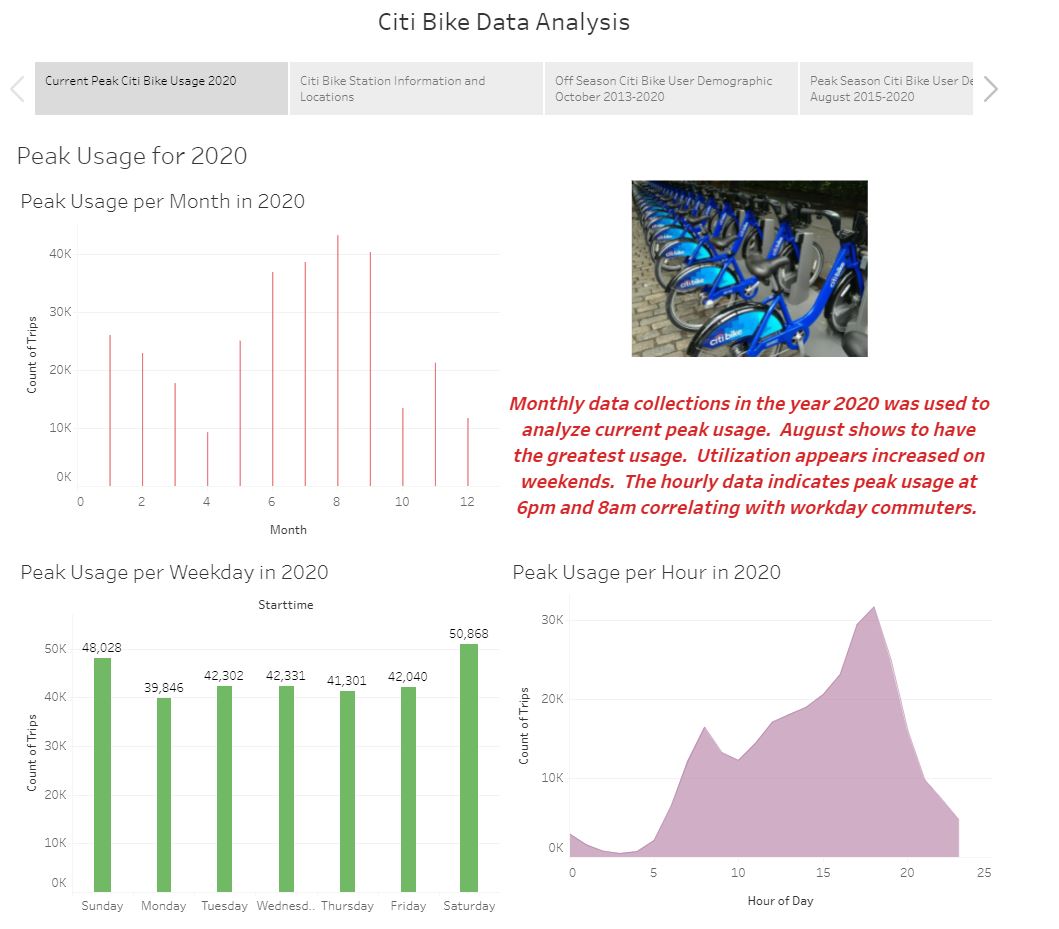 Citi Bike Data Analysis
Current Peak Citi Bike Usage 2020
Citi Bike Station Information and
Locations
Off Season Citi Bike User Demographic
October 2013-2020
Peak Season Citi Bike User De
August 2015-2020
Peak Usage for 2020
Peak Usage per Month in 2020
40K
30K
20K
10K
0K
Count of Trips
0 2 4 6 8 10 12
Month
citi bike
citi bike
citi bike
Monthly data collections in the year 2020 was used to
analyze current peak usage. August shows to have
the greatest usage. Utilization appears increased on
weekends. The hourly data indicates peak usage at
6pm and 8am correlating with workday commuters.
Peak Usage per Weekday in 2020
Starttime
50K
40K
30K
20K
10K
0K
Count of Trips
48,028 39,846 42,302 42,331 41,301 42,040 50,868
Sunday Monday Tuesday Wednesd.. Thursday Friday Saturday
Peak Usage per Hour in 2020
30K
20K
10K
0K
Count of Trips
0 5 10 15 20 25
Hour of Day